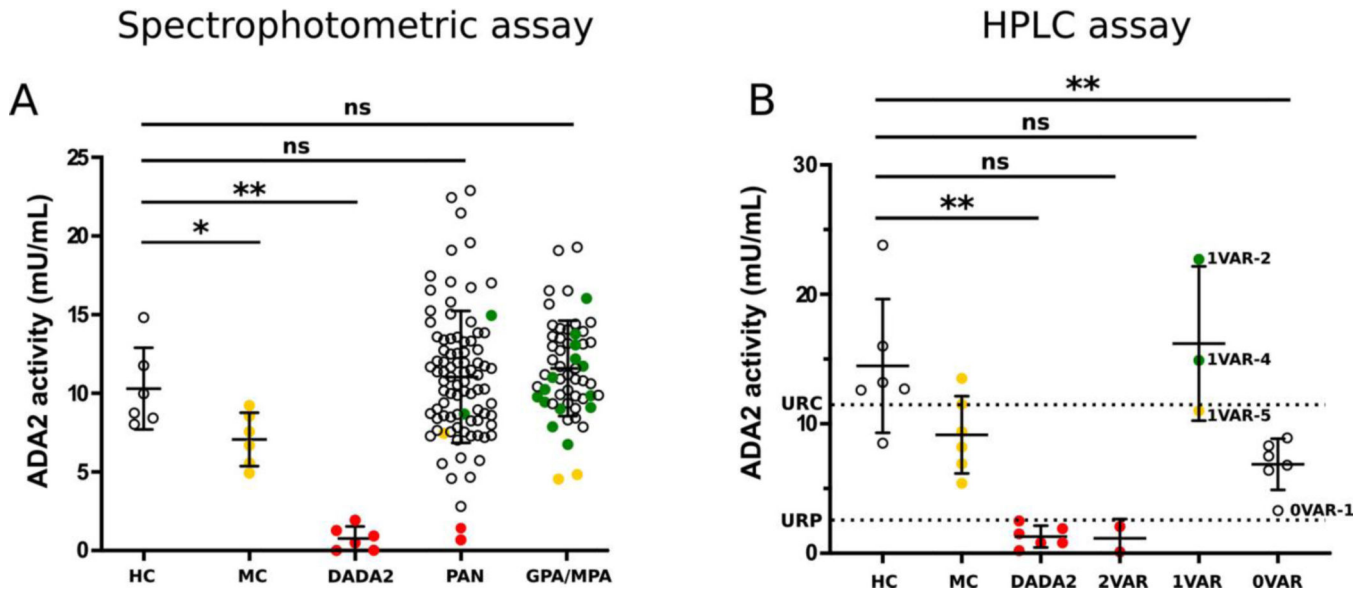 Spectrophotometric assay
HPLC assay
A
ns
ns
**
*
ADA2 activity (mU/mL)
25
20
15
10
5
0
HC MC DADA2 PAN GPA/MPA
B
**
ns
ns
**
ADA2 activity (mU/mL)
30
20
10
0
URC
URP
1VAR-2
1VAR-4
1VAR-5
0VAR-1
HC MC DADA2 2VAR 1VAR 0VAR